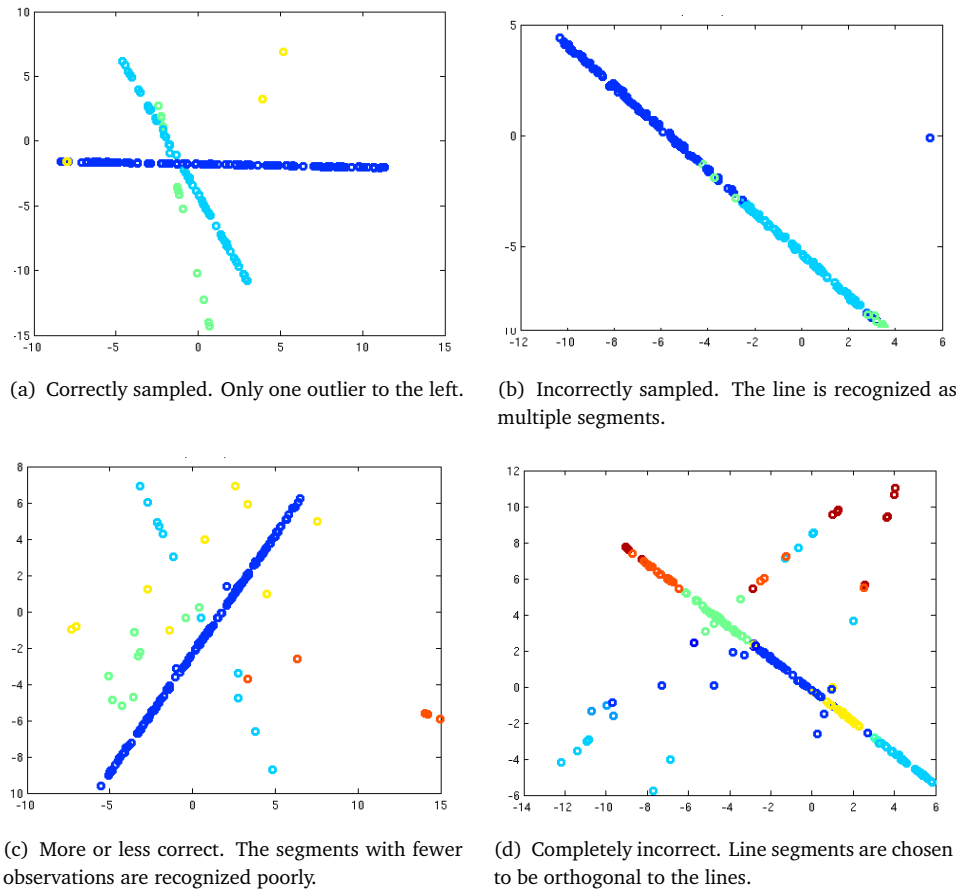 10
5
0
-5
-10
-15
-10 -5 0 5 10 15
(a) Correctly sampled. Only one outlier to the left.
5
0
-5
-12 -10 -8 -6 -4 -2 0 2 4 6
(b) Incorrectly sampled. The line is recognized as
multiple segments.
8
6
4
2
0
-2
-4
-6
-8
10
-10 -5 0 5 10 15
(c) More or less correct. The segments with fewer
observations are recognized poorly.
12
10
8
6
4
2
0
-2
-4
-6
-14 -12 -10 -8 -6 -4 -2 0 2 4 6
(d) Completely incorrect. Line segments are chosen
to be orthogonal to the lines.